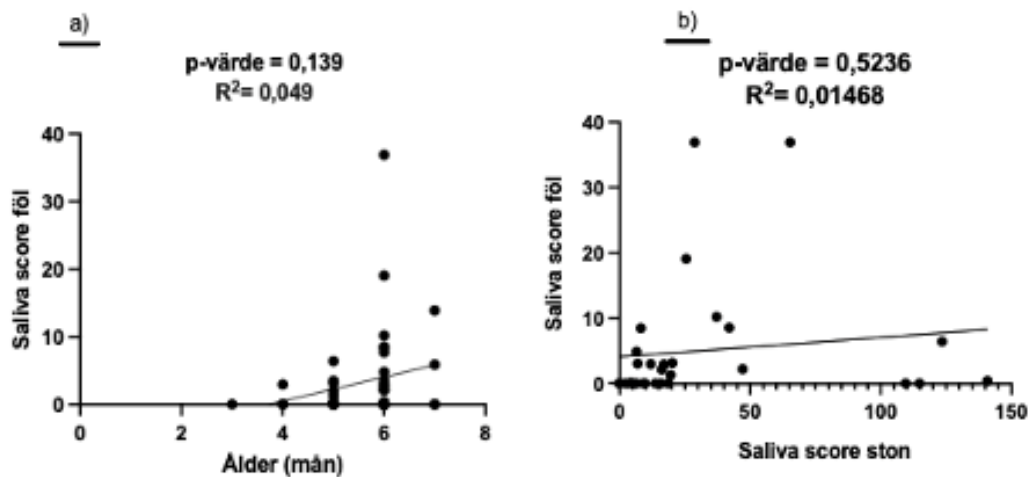 a)
p-värde = 0,139
R²= 0,049
Saliva score föl
40
30
20
10
0
0 2 4 6 8
Ålder (mån)
b)
p-värde = 0,5236
R²= 0,01468
Saliva score föl
40
30
20
10
0
0 50 100 150
Saliva score ston